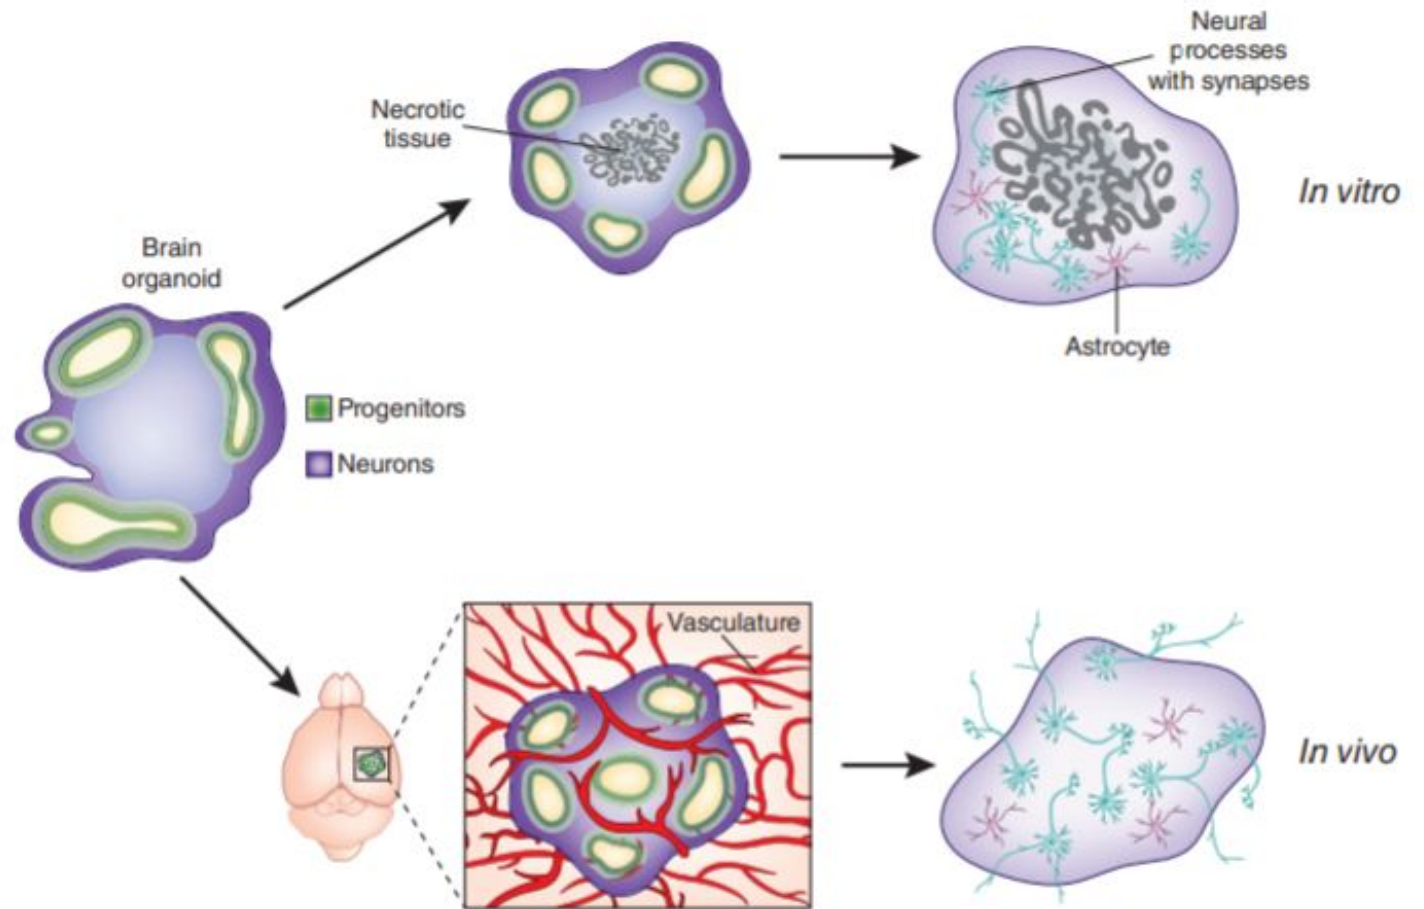 Neural
processes
with synapses
Necrotic
tissue
In vitro
Brain
organoid
Astrocyte
Progenitors
Neurons
Vasculature
In vivo